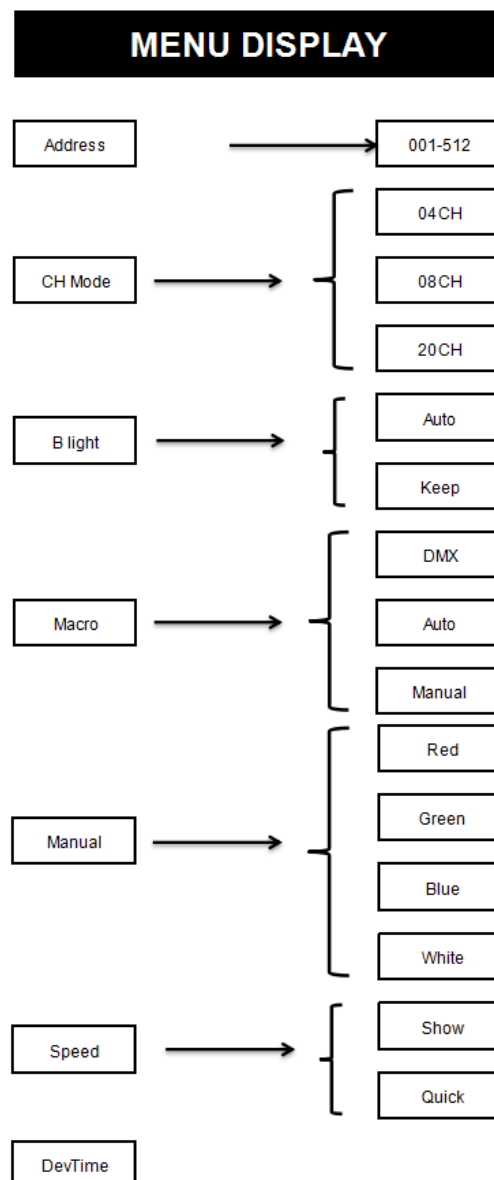 MENU DISPLAY
Address
001-512
CH Mode
04CH
08CH
20CH
B light
Auto
Keep
Macro
DMX
Auto
Manual
Manual
Red
Green
Blue
White
Speed
Show
Quick
DevTime